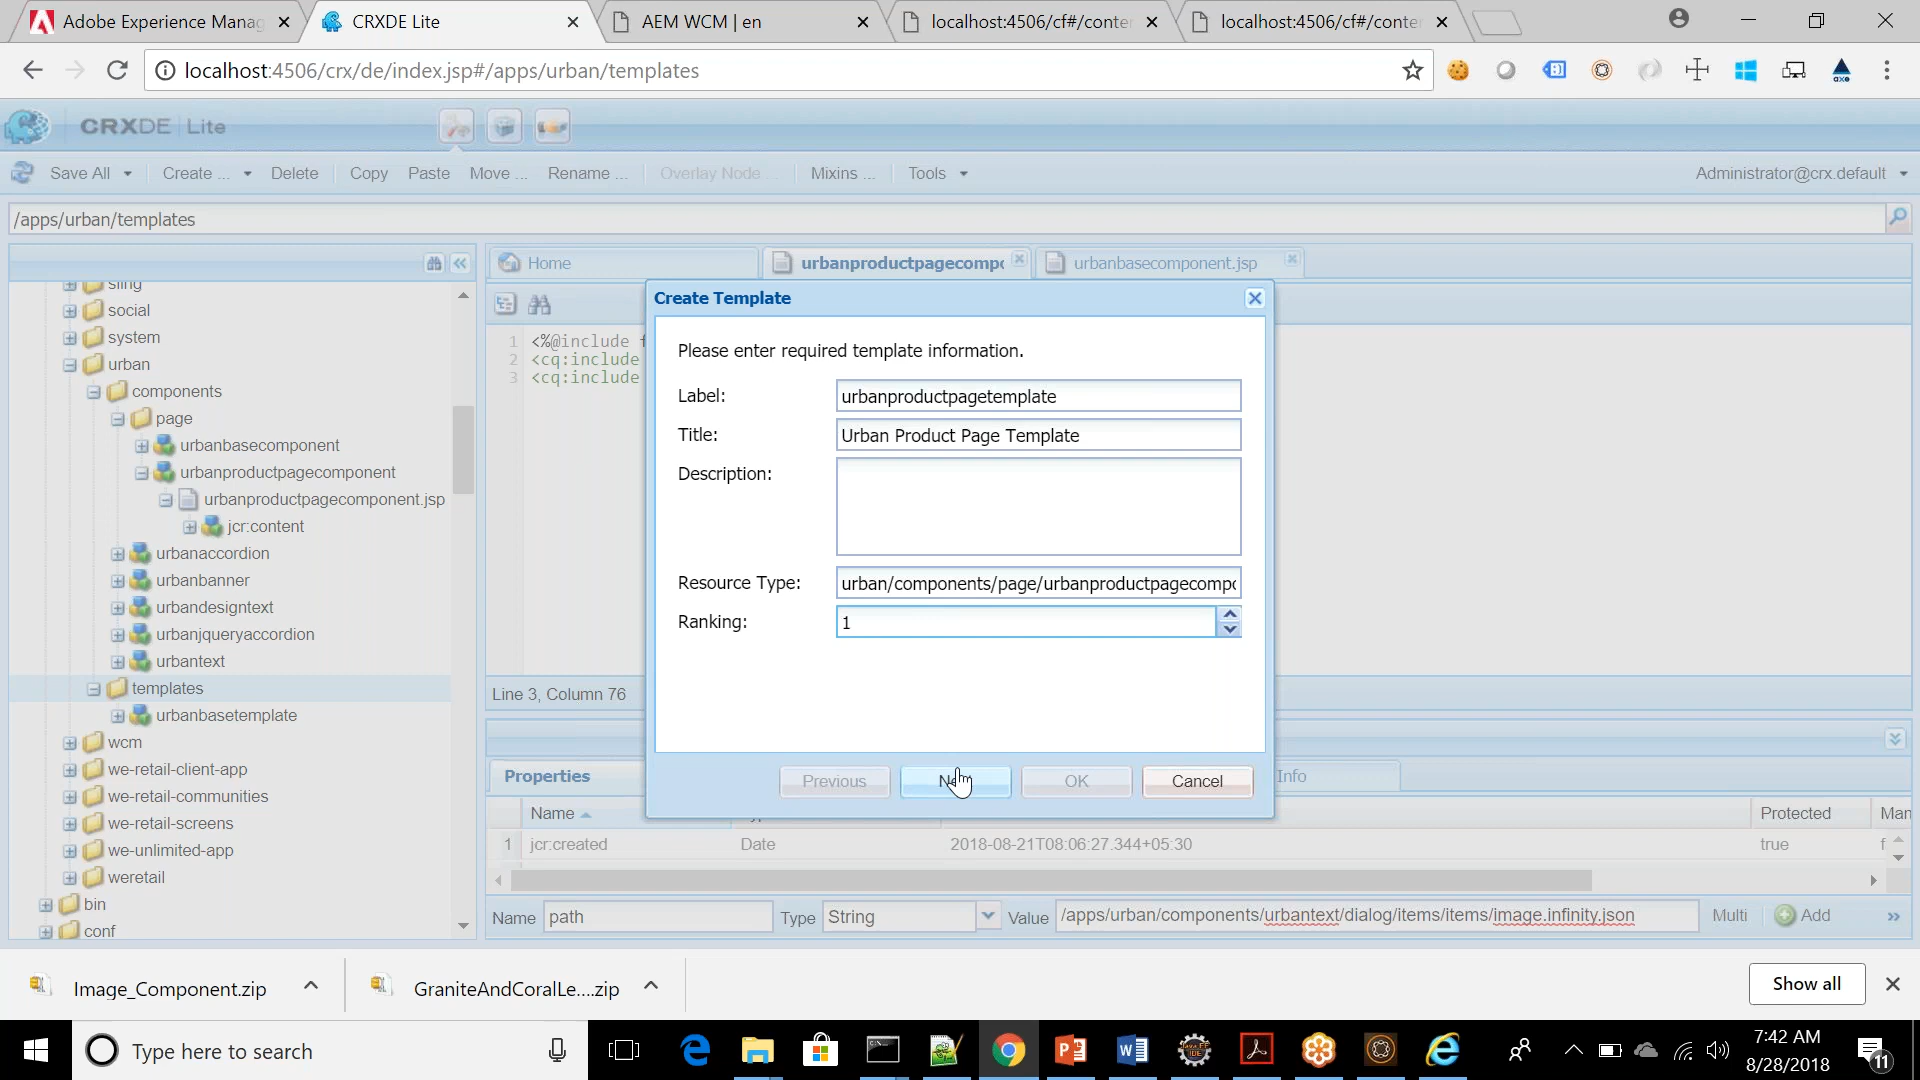 Adobe Experience Manag
CRXDE Lite
AEM WCM | en
localhost:4506/cf#/conte
localhost:4506/cf#/conte
localhost:4506/crx/de/index.jsp#/apps/urban/templates
CRXDE | Lite
Save All Create ... Delete Copy Paste Move ... Rename ... Overlay Node ... Mixins ... Tools Administrator@crx.default
/apps/urban/templates
sling
social
system
urban
components
page
urbanbasecomponent
urbanproductpagecomponent
urbanproductpagecomponent.jsp
jcr:content
urbanaccordion
urbanbanner
urbandesigntext
urbanjqueryaccordion
urbantext
templates
urbanbasetemplate
wcm
we-retail-client-app
we-retail-communities
we-retail-screens
we-unlimited-app
weretail
bin
conf
Home
urbanproductpagecompo
urbanbasecomponent.jsp
1 <%@include f
2 <cq:include
3 <cq:include
Line 3, Column 76
Create Template
Please enter required template information.
Label: urbanproductpagetemplate
Title: Urban Product Page Template
Description:
Resource Type: urban/components/page/urbanproductpagecompo
Ranking: 1
Previous OK Cancel
Properties Info
Name Protected Man
1 jcr:created Date 2018-08-21T08:06:27.344+05:30 true f
Name path Type String Value /apps/urban/components/urbantext/dialog/items/items/image.infinity.json Multi Add
Image_Component.zip
GraniteAndCoralLe....zip
Show all
Type here to search
7:42 AM
8/28/2018
11